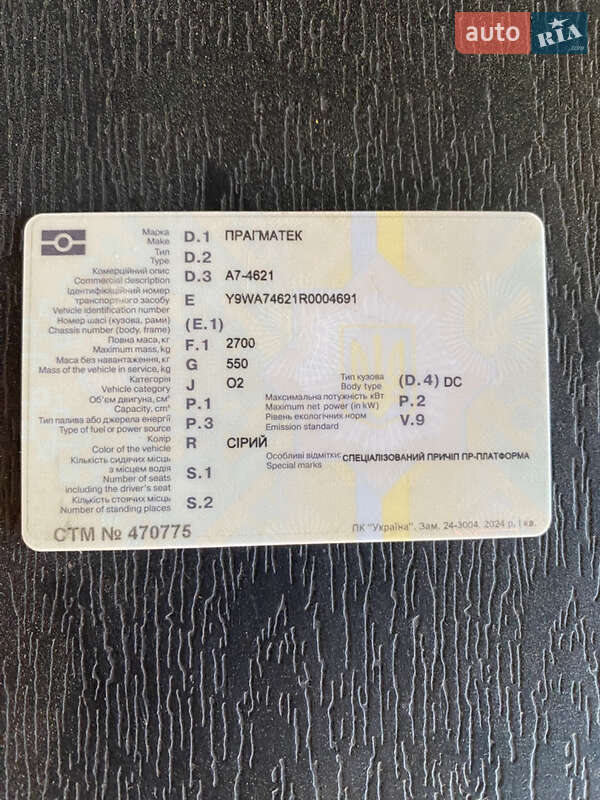 auto RIA.com
Марка
Make D.1 ПРАГМАТЕК
Тип
Type D.2
Комерційний опис
Commercial description D.3 A7-4621
Ідентифікаційний номер
транспортного засобу E Y9WA74621R0004691
Vehicle identification number
Номер шасі (кузова, рами) (E.1)
Chassis number (body, frame)
Повна маса, кг F.1 2700
Maximum mass, kg
Маса без навантаження, кг G 550
Mass of the vehicle in service, kg
Категорія J O2
Vehicle category
Тип кузова (D.4) DC
Body type
Об'єм двигуна, см³ P.1
Capacity, cm³
Максимальна потужність кВт P.2
Maximum net power (in kW)
Тип палива або джерела енергії P.3
Type of fuel or power source
Рівень екологічних норм V.9
Emission standard
Колір R СІРИЙ
Color of the vehicle
Кількість сидячих місць
з місцем водія S.1
Number of seats
including the driver's seat
Особливі відмітки: СПЕЦІАЛІЗОВАНИЙ ПРИЧІП ПР-ПЛАТФОРМА
Special marks
Кількість стоячих місць S.2
Number of standing places
СТМ № 470775
ПК "Україна". Зам. 24-3004. 2024 р. І кв.